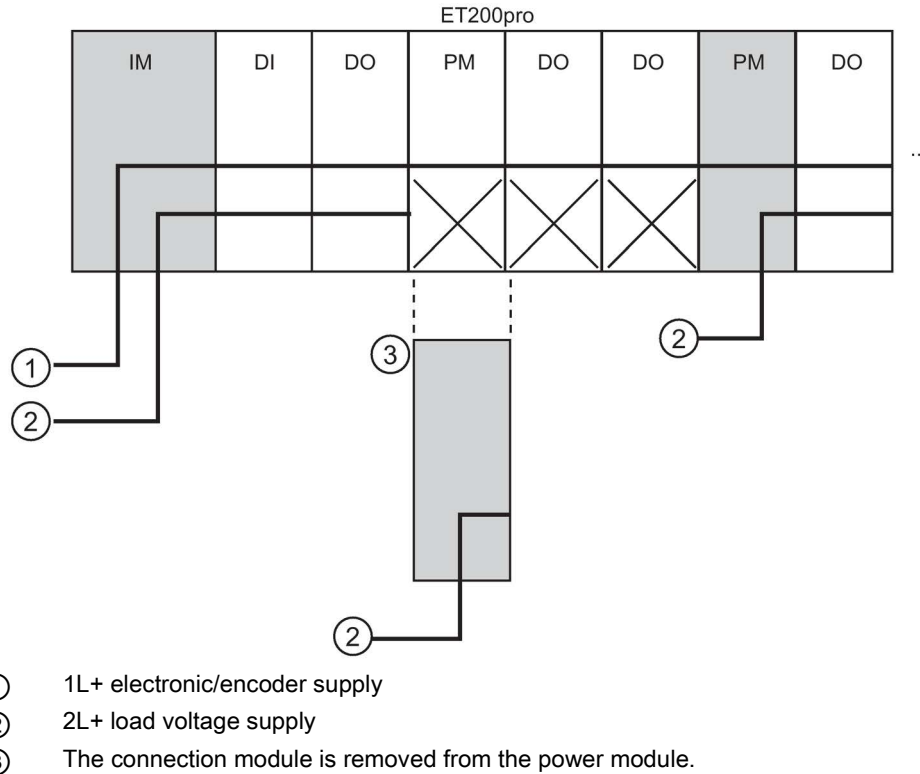 ET200pro
IM DI DO PM DO DO PM DO
...
1
2
3
2
2
1L+ electronic/encoder supply
2L+ load voltage supply
The connection module is removed from the power module.